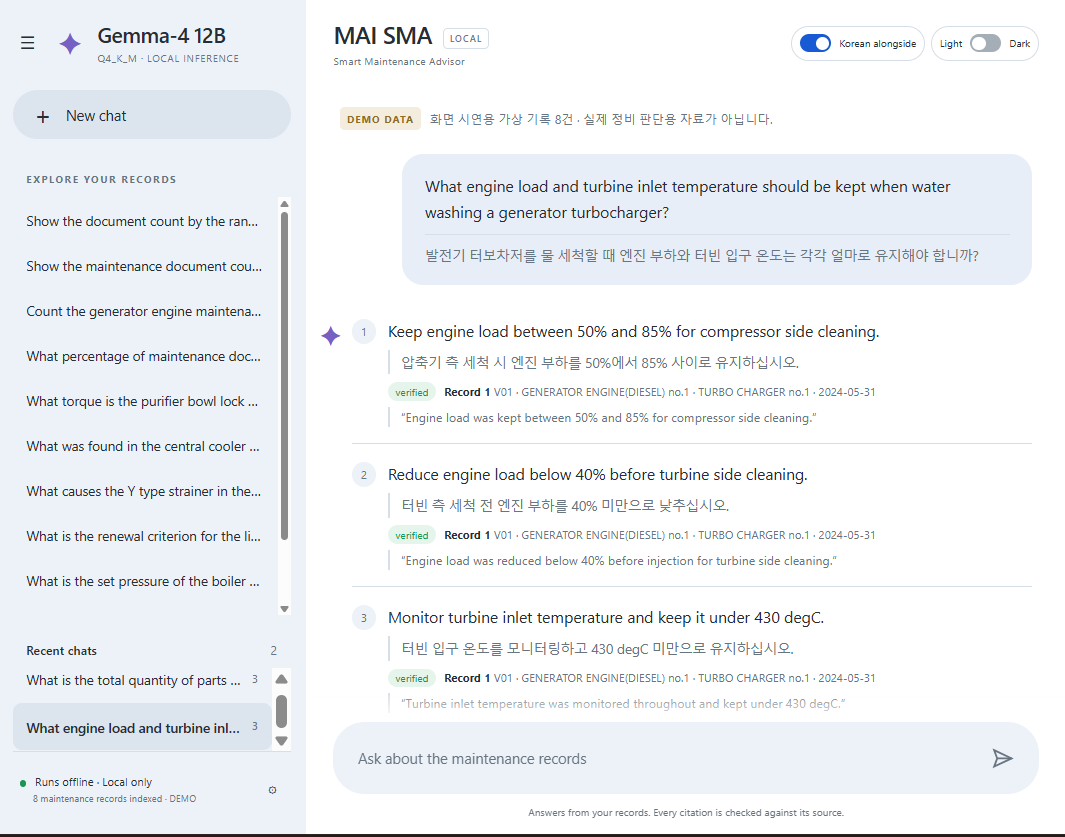 Gemma-4 12B
Q4_K_M · LOCAL INFERENCE
+ New chat
EXPLORE YOUR RECORDS
Show the document count by the ran...
Show the maintenance document cou...
Count the generator engine maintena...
What percentage of maintenance doc...
What torque is the purifier bowl lock ...
What was found in the central cooler ...
What causes the Y type strainer in the...
What is the renewal criterion for the li...
What is the set pressure of the boiler ...
Recent chats 2
What is the total quantity of parts ... 3
What engine load and turbine inl... 3
Runs offline · Local only
8 maintenance records indexed · DEMO
MAI SMA LOCAL
Smart Maintenance Advisor
Korean alongside
Light Dark
DEMO DATA 화면 시연용 가상 기록 8건 · 실제 정비 판단용 자료가 아닙니다.
What engine load and turbine inlet temperature should be kept when water
washing a generator turbocharger?
발전기 터보차저를 물 세척할 때 엔진 부하와 터빈 입구 온도는 각각 얼마로 유지해야 합니까?
1 Keep engine load between 50% and 85% for compressor side cleaning.
압축기 측 세척 시 엔진 부하를 50%에서 85% 사이로 유지하십시오.
verified Record 1 V01 · GENERATOR ENGINE(DIESEL) no.1 · TURBO CHARGER no.1 · 2024-05-31
“Engine load was kept between 50% and 85% for compressor side cleaning.”
2 Reduce engine load below 40% before turbine side cleaning.
터빈 측 세척 전 엔진 부하를 40% 미만으로 낮추십시오.
verified Record 1 V01 · GENERATOR ENGINE(DIESEL) no.1 · TURBO CHARGER no.1 · 2024-05-31
“Engine load was reduced below 40% before injection for turbine side cleaning.”
3 Monitor turbine inlet temperature and keep it under 430 degC.
터빈 입구 온도를 모니터링하고 430 degC 미만으로 유지하십시오.
verified Record 1 V01 · GENERATOR ENGINE(DIESEL) no.1 · TURBO CHARGER no.1 · 2024-05-31
“Turbine inlet temperature was monitored throughout and kept under 430 degC.”
Ask about the maintenance records
Answers from your records. Every citation is checked against its source.